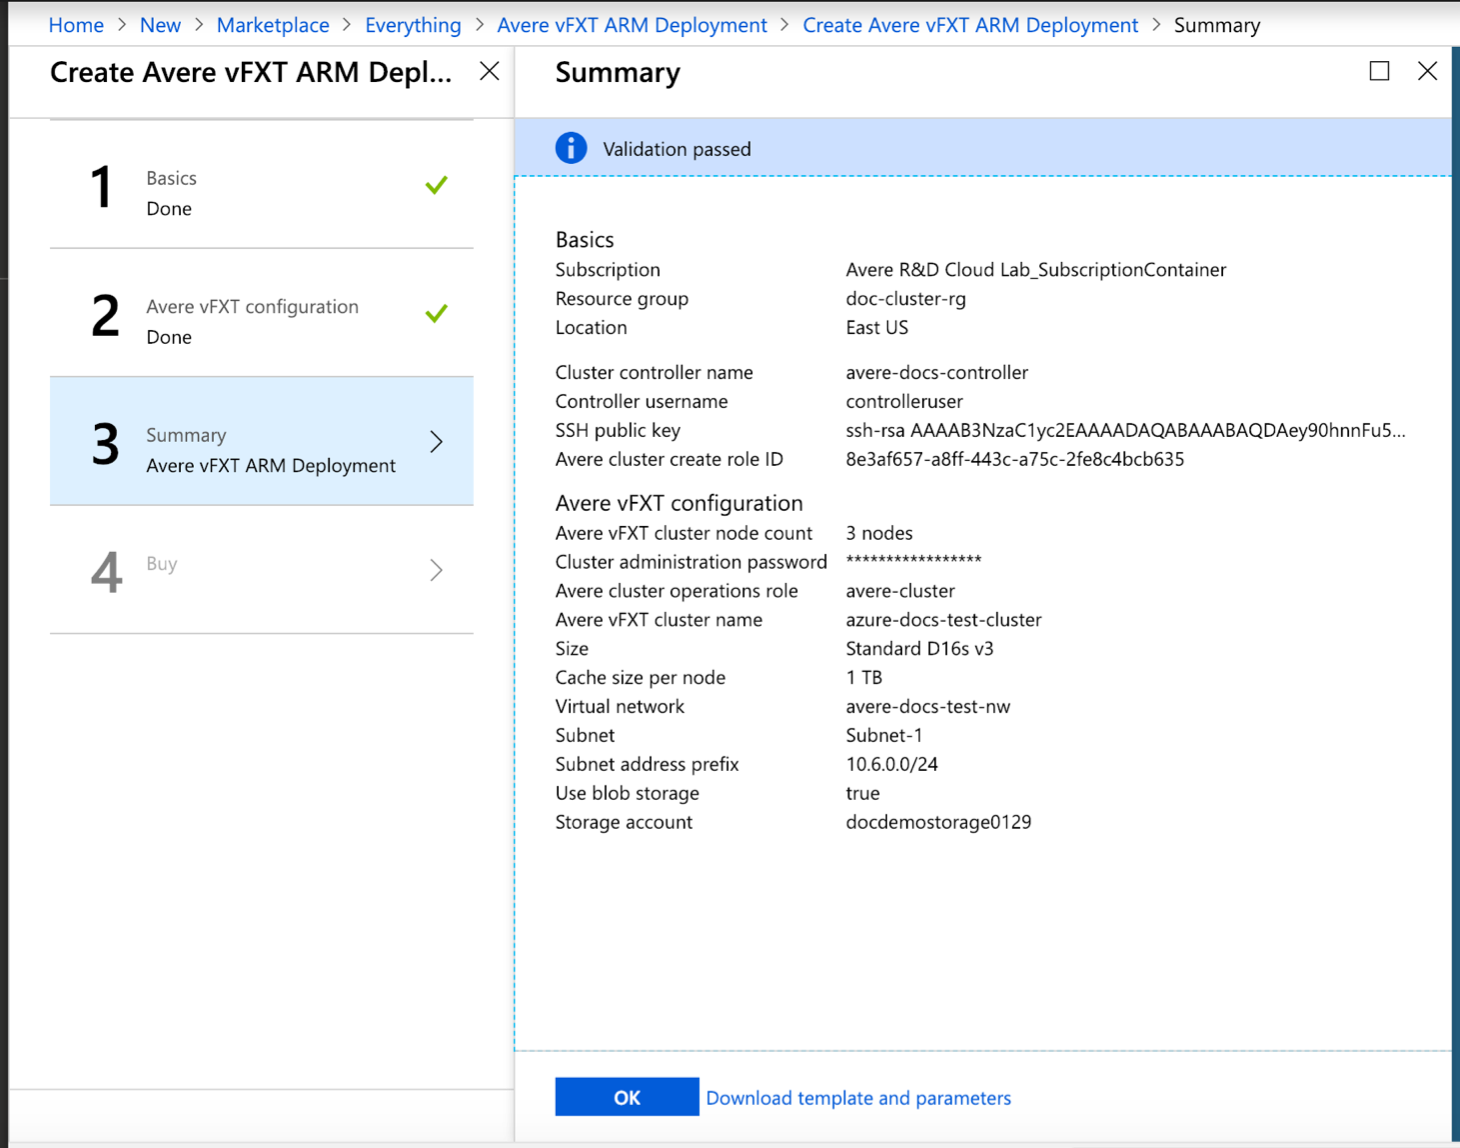 Home > New > Marketplace > Everything > Avere vFXT ARM Deployment > Create Avere vFXT ARM Deployment > Summary
Create Avere vFXT ARM Depl...
1
Basics
Done
2
Avere vFXT configuration
Done
3
Summary
Avere vFXT ARM Deployment
4
Buy
Summary
Validation passed
Basics
Subscription Avere R&D Cloud Lab_SubscriptionContainer
Resource group doc-cluster-rg
Location East US
Cluster controller name avere-docs-controller
Controller username controlleruser
SSH public key ssh-rsa AAAAB3NzaC1yc2EAAAADAQABAAABAQDAey90hnnFu5...
Avere cluster create role ID 8e3af657-a8ff-443c-a75c-2fe8c4bcb635
Avere vFXT configuration
Avere vFXT cluster node count 3 nodes
Cluster administration password *****************
Avere cluster operations role avere-cluster
Avere vFXT cluster name azure-docs-test-cluster
Size Standard D16s v3
Cache size per node 1 TB
Virtual network avere-docs-test-nw
Subnet Subnet-1
Subnet address prefix 10.6.0.0/24
Use blob storage true
Storage account docdemostorage0129
OK Download template and parameters